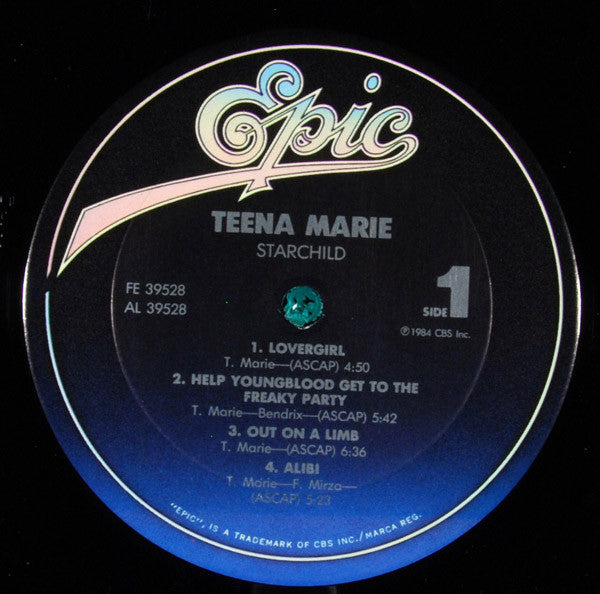 Epic
TEENA MARIE
STARCHILD
FE 39528
AL 39528
SIDE 1
℗1984 CBS Inc.
1. LOVERGIRL
T. Marie—(ASCAP) 4:50
2. HELP YOUNGBLOOD GET TO THE
FREAKY PARTY
T. Marie—Bendrix—(ASCAP) 5:42
3. OUT ON A LIMB
T. Marie—(ASCAP) 6:36
4. ALIBI
T. Marie—F. Mirza—
(ASCAP) 5:23
"EPIC", IS A TRADEMARK OF CBS INC./MARCA REG.